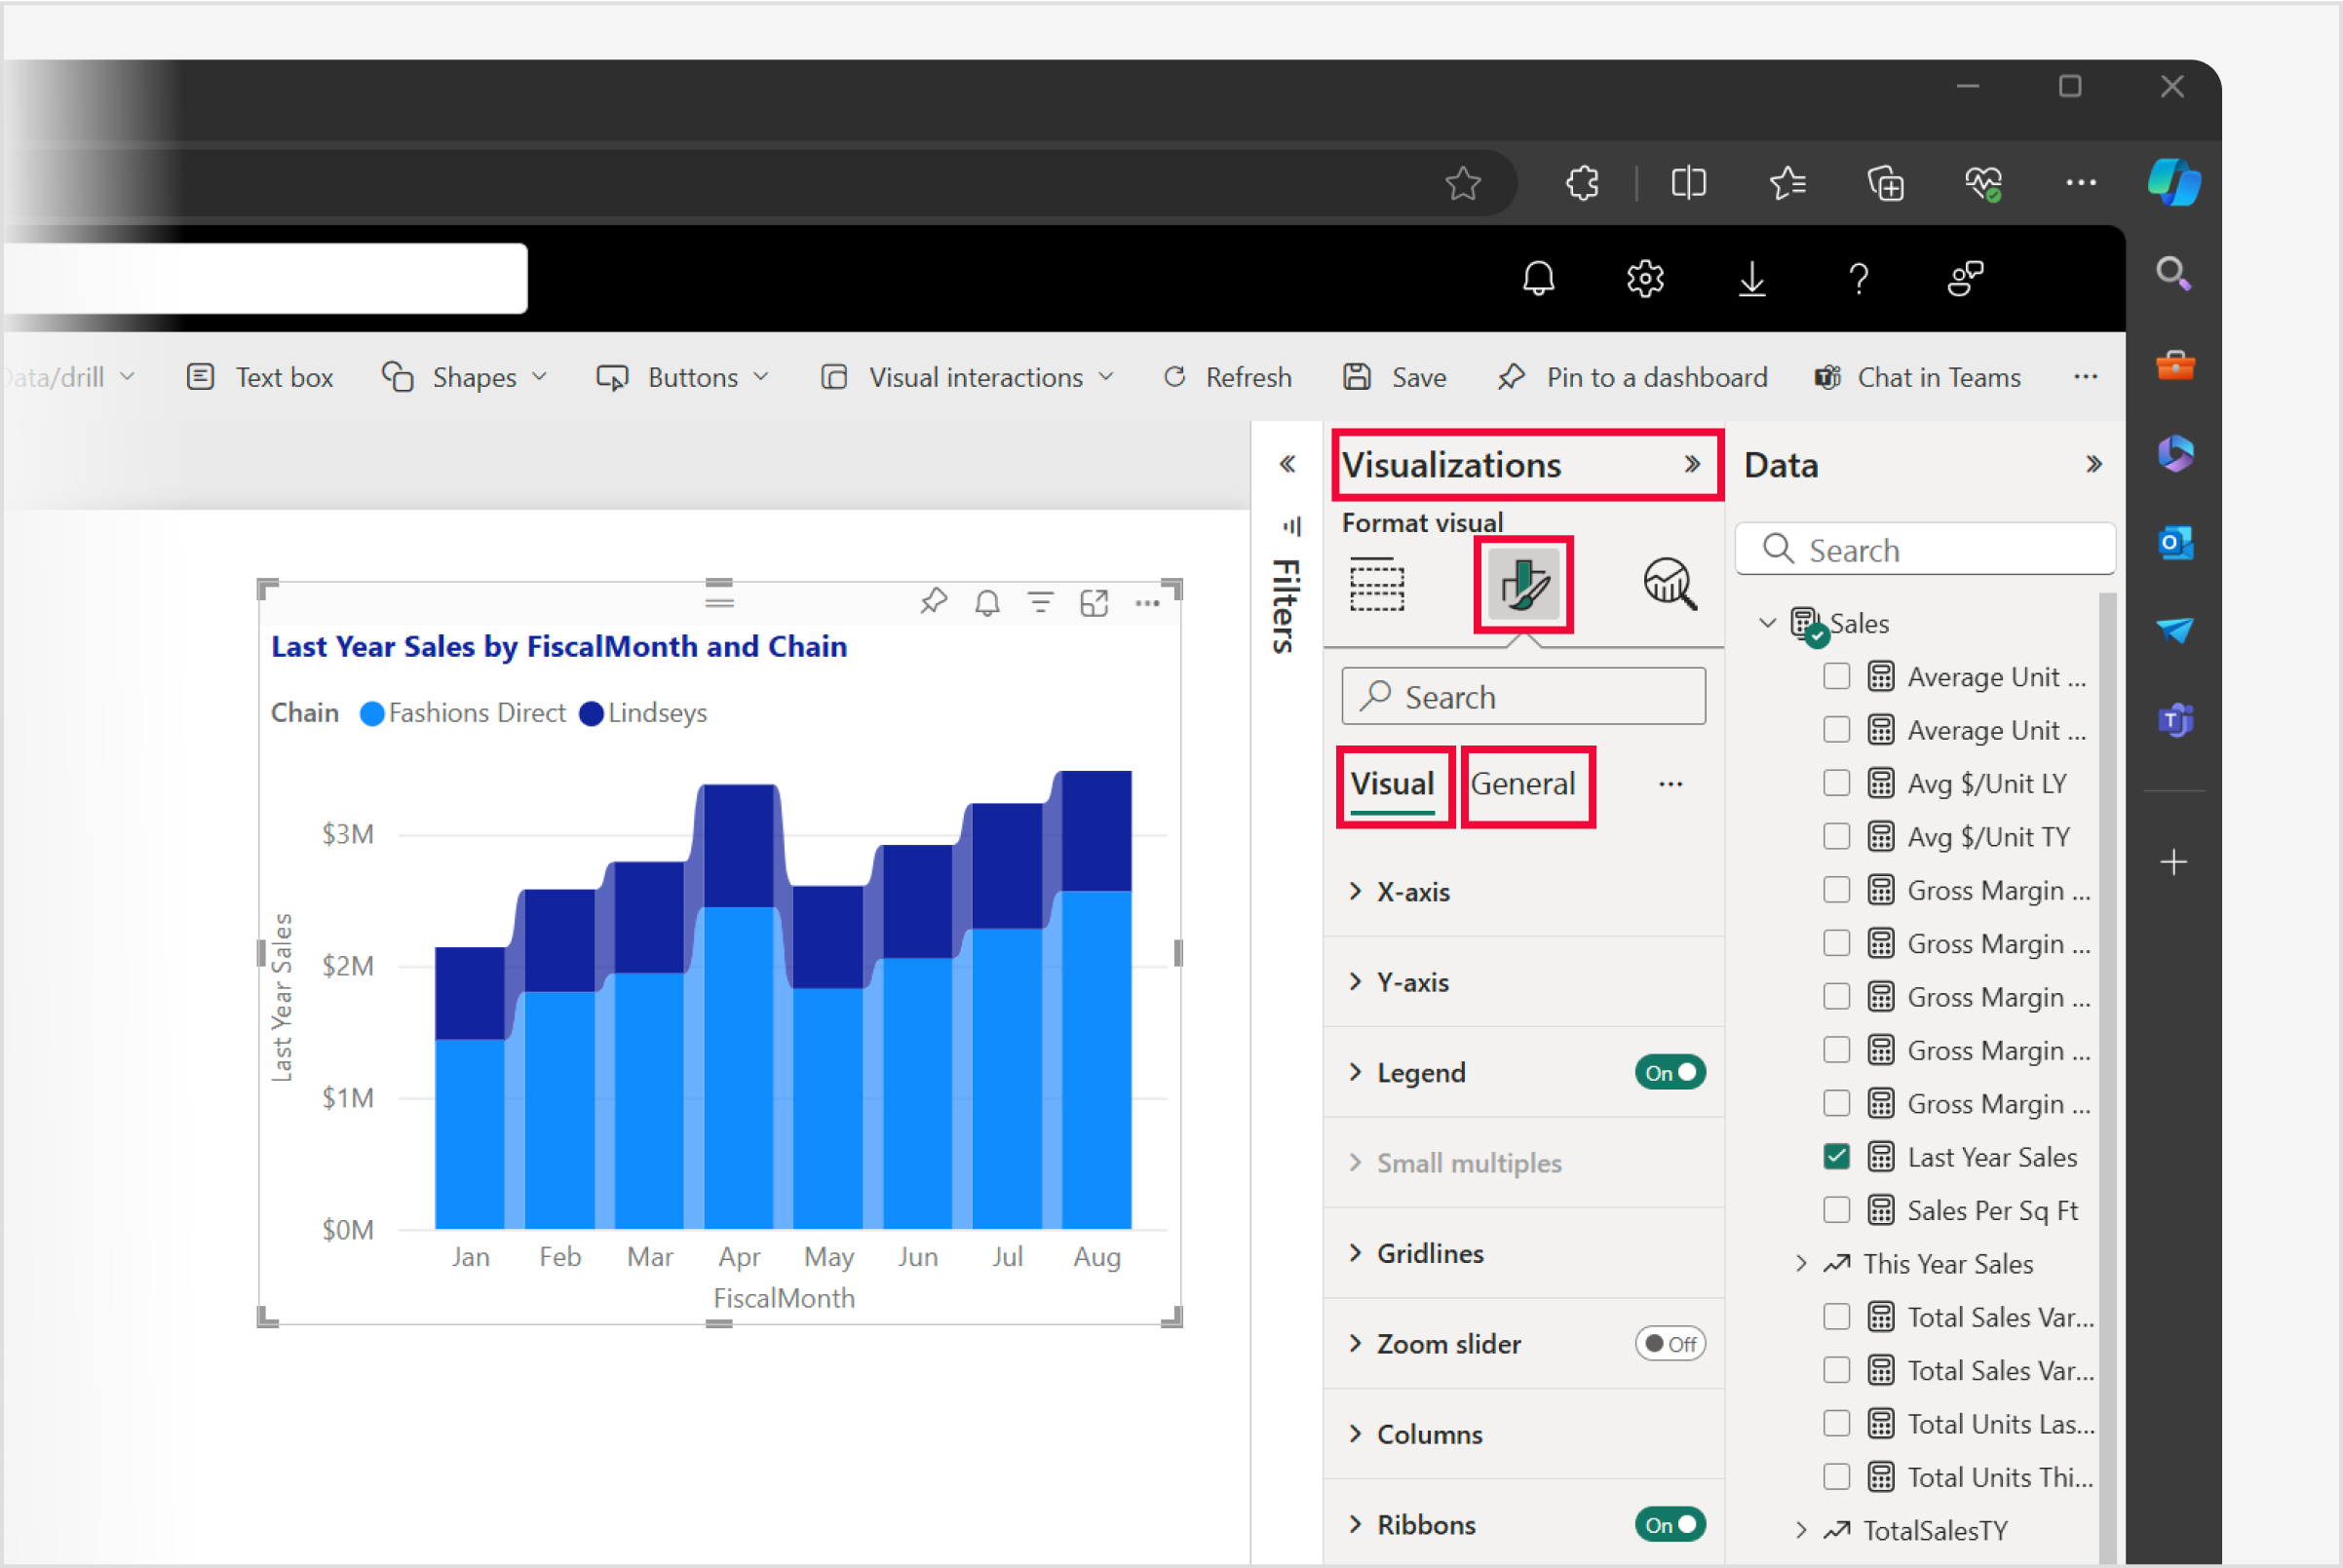 Data/drill
Text box
Shapes
Buttons
Visual interactions
Refresh
Save
Pin to a dashboard
Chat in Teams
Last Year Sales by FiscalMonth and Chain
Chain Fashions Direct Lindseys
Last Year Sales
$3M
$2M
$1M
$0M
Jan Feb Mar Apr May Jun Jul Aug
FiscalMonth
Filters
Visualizations
Format visual
Search
Visual General
X-axis
Y-axis
Legend On
Small multiples
Gridlines
Zoom slider Off
Columns
Ribbons On
Data
Search
Sales
Average Unit ...
Average Unit ...
Avg $/Unit LY
Avg $/Unit TY
Gross Margin ...
Gross Margin ...
Gross Margin ...
Gross Margin ...
Gross Margin ...
Last Year Sales
Sales Per Sq Ft
This Year Sales
Total Sales Var...
Total Sales Var...
Total Units Las...
Total Units Thi...
TotalSalesTY